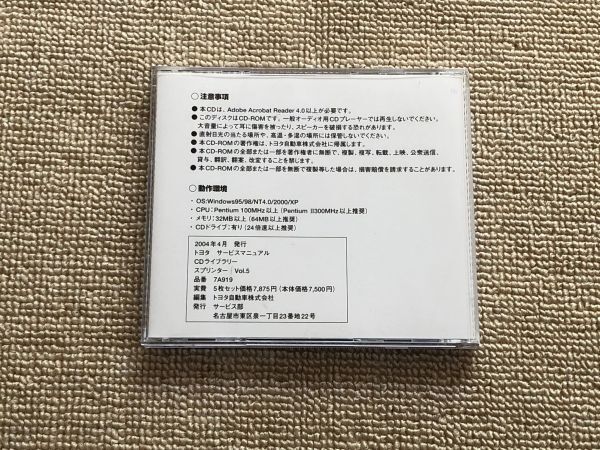 ○ 注意事項
● 本CDは、Adobe Acrobat Reader 4.0以上が必要です。
● このディスクはCD-ROMです、一般オーディオ用CDプレーヤーでは再生しないでください。
大音量によって耳に傷害を被ったり、スピーカーを破損する恐れがあります。
● 直射日光の当たる場所や、高温・多湿の場所には保管しないでください。
● 本CD-ROMの著作権は、トヨタ自動車株式会社に帰属します。
● 本CD-ROMの全部または一部を著作権者に無断で、複製、複写、転載、上映、公衆送信、
貸与、翻訳、翻案、改変することを禁じます。
● 本CD-ROMの全部または一部を無断で複製等した場合は、損害賠償を請求する場合があります。
○ 動作環境
・OS:Windows95/98/NT4.0/2000/XP
・CPU:Pentium 100MHz以上(Pentium II300MHz以上推奨)
・メモリ:32MB以上(64MB以上推奨)
・CDドライブ:有り(24倍速以上推奨)
2004年4月 発行
トヨタ サービスマニュアル
CDライブラリー
スプリンター Vol.5
品番 7A919
実費 5枚セット価格7,875円(本体価格7,500円)
編集 トヨタ自動車株式会社
発行 サービス部
名古屋市東区泉一丁目23番地22号